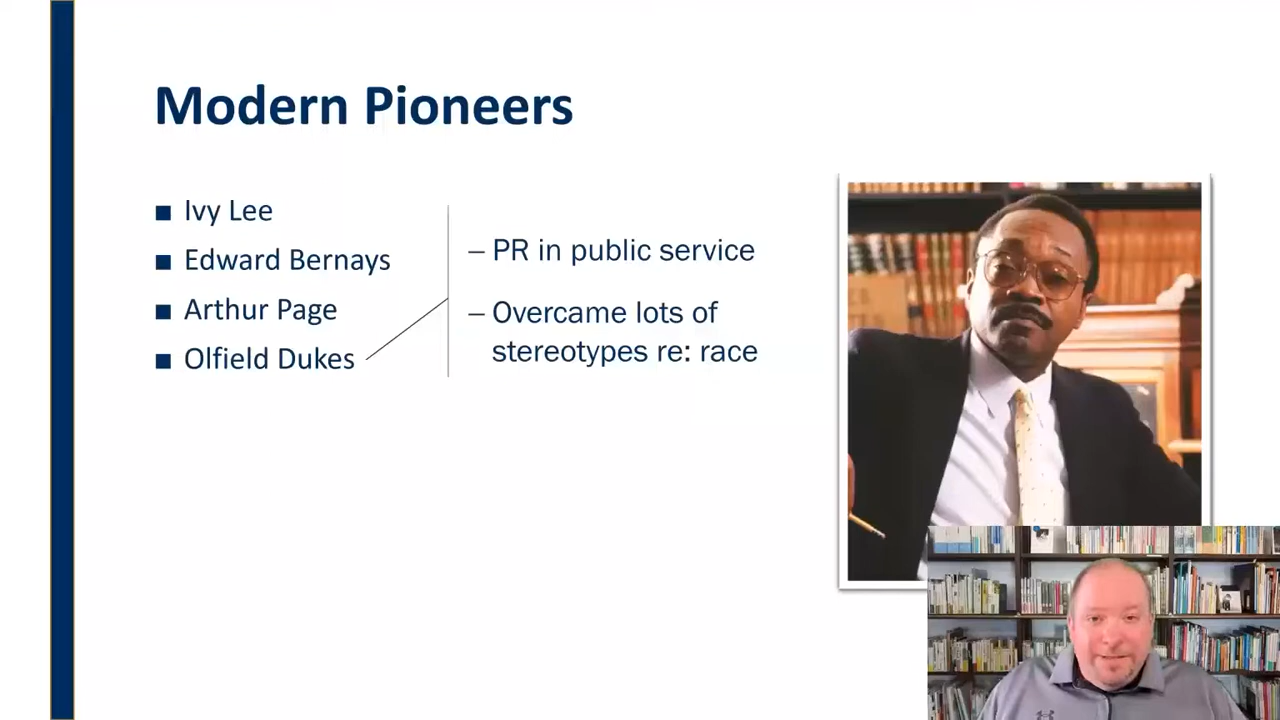 Modern Pioneers
■ Ivy Lee
■ Edward Bernays
■ Arthur Page
■ Olfield Dukes
– PR in public service
– Overcame lots of
stereotypes re: race